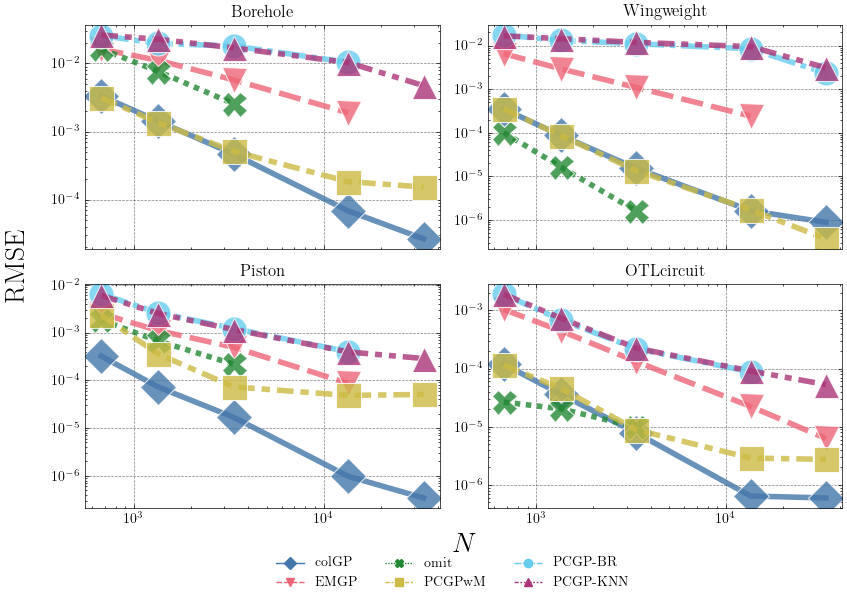 Borehole
Wingweight
10⁻²
10⁻³
10⁻⁴
10⁻²
10⁻³
10⁻⁴
10⁻⁵
10⁻⁶
RMSE
Piston
OTLcircuit
10⁻²
10⁻³
10⁻⁴
10⁻⁵
10⁻⁶
10³
10⁴
10⁻³
10⁻⁴
10⁻⁵
10⁻⁶
10³
10⁴
N
colGP
omit
PCGP-BR
EMGP
PCGPwM
PCGP-KNN